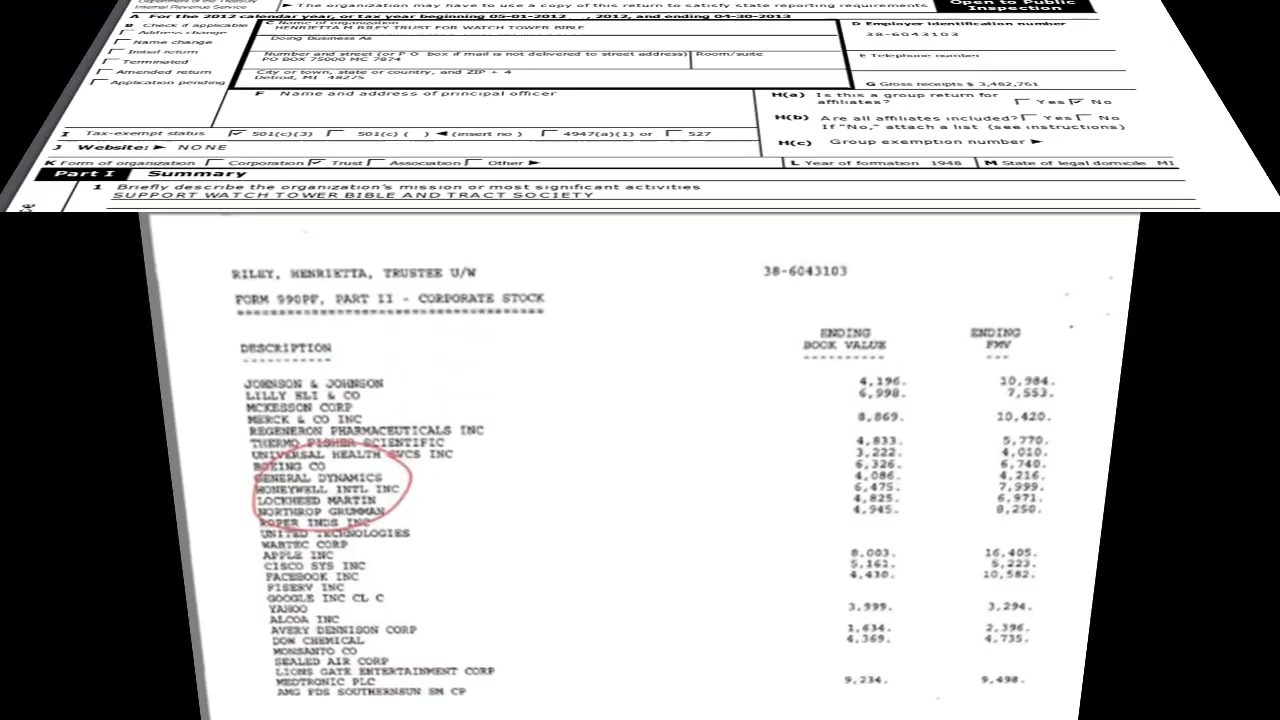 Department of the Treasury
Internal Revenue Service
►The organization may have to use a copy of this return to satisfy state reporting requirements
Open to Public
Inspection
A For the 2012 calendar year, or tax year beginning 05-01-2012 , 2012, and ending 04-30-2013
B Check if applicable
Address change
Name change
Initial return
Terminated
Amended return
Application pending
C Name of organization
HENRIETTA M RILEY TRUST FOR WATCH TOWER BIBLE
Doing Business As
Number and street (or P O box if mail is not delivered to street address) Room/suite
PO BOX 75000 MC 7874
City or town, state or country, and ZIP + 4
Detroit, MI 48275
D Employer identification number
38-6043103
E Telephone number
G Gross receipts $ 3,482,761
F Name and address of principal officer
H(a) Is this a group return for
affiliates? Yes No
H(b) Are all affiliates included? Yes No
If "No," attach a list (see instructions)
H(c) Group exemption number ►
I Tax-exempt status 501(c)(3) 501(c) ( ) ◄ (insert no ) 4947(a)(1) or 527
J Website: ► NONE
K Form of organization Corporation Trust Association Other ►
L Year of formation 1948 M State of legal domicile MI
Part I Summary
1 Briefly describe the organization's mission or most significant activities
SUPPORT WATCH TOWER BIBLE AND TRACT SOCIETY
RILEY, HENRIETTA, TRUSTEE U/W 38-6043103
FORM 990PF, PART II - CORPORATE STOCK
ENDING ENDING
DESCRIPTION BOOK VALUE FMV
JOHNSON & JOHNSON 4,196. 10,984.
LILLY ELI & CO 6,998. 7,553.
MCKESSON CORP
MERCK & CO INC 8,869. 10,420.
REGENERON PHARMACEUTICALS INC
THERMO FISHER SCIENTIFIC 4,833. 5,770.
UNIVERSAL HEALTH SVCS INC 3,222. 4,010.
BOEING CO 6,326. 6,740.
GENERAL DYNAMICS 4,086. 4,216.
HONEYWELL INTL INC 6,475. 7,999.
LOCKHEED MARTIN 4,825. 6,971.
NORTHROP GRUMMAN 4,945. 8,250.
ROPER INDS INC
UNITED TECHNOLOGIES
WABTEC CORP
APPLE INC 8,003. 16,405.
CISCO SYS INC 5,161. 5,223.
FACEBOOK INC 4,430. 10,582.
FISERV INC
GOOGLE INC CL C
YAHOO 3,999. 3,294.
ALCOA INC
AVERY DENNISON CORP 1,634. 2,396.
DOW CHEMICAL 4,369. 4,735.
MONSANTO CO
SEALED AIR CORP
LIONS GATE ENTERTAINMENT CORP
MEDTRONIC PLC 9,234. 9,498.
AMG FDS SOUTHERNSUN SM CP